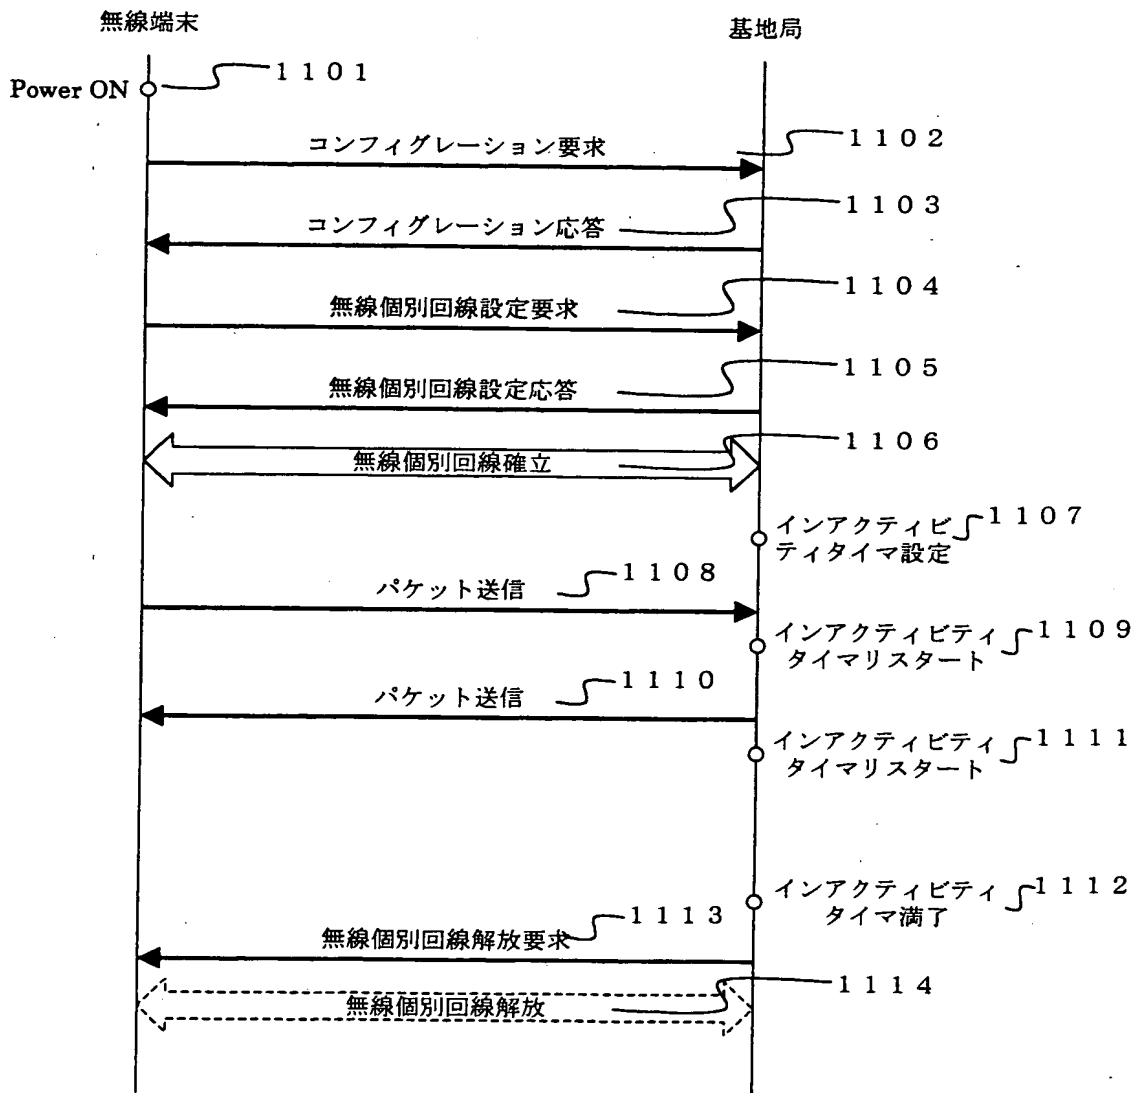 無線端末
基地局
Power ON
１１０１
コンフィグレーション要求
１１０２
コンフィグレーション応答
１１０３
無線個別回線設定要求
１１０４
無線個別回線設定応答
１１０５
無線個別回線確立
１１０６
インアクティビ
ティタイマ設定
１１０７
パケット送信
１１０８
インアクティビティ
タイマリスタート
１１０９
パケット送信
１１１０
インアクティビティ
タイマリスタート
１１１１
インアクティビティ
タイマ満了
１１１２
無線個別回線解放要求
１１１３
無線個別回線解放
１１１４